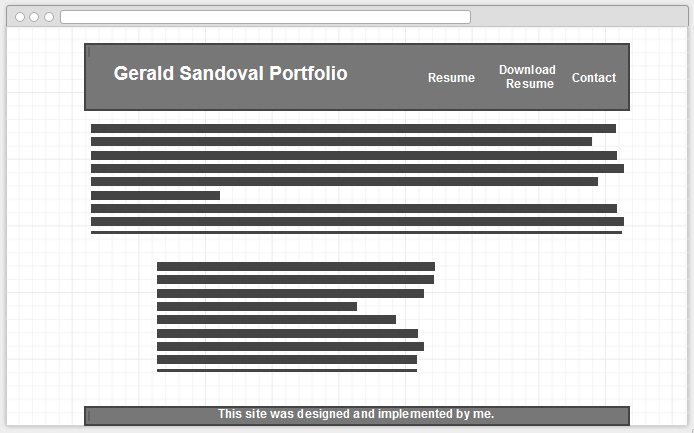 Gerald Sandoval Portfolio
Resume
Download
Resume
Contact
This site was designed and implemented by me.